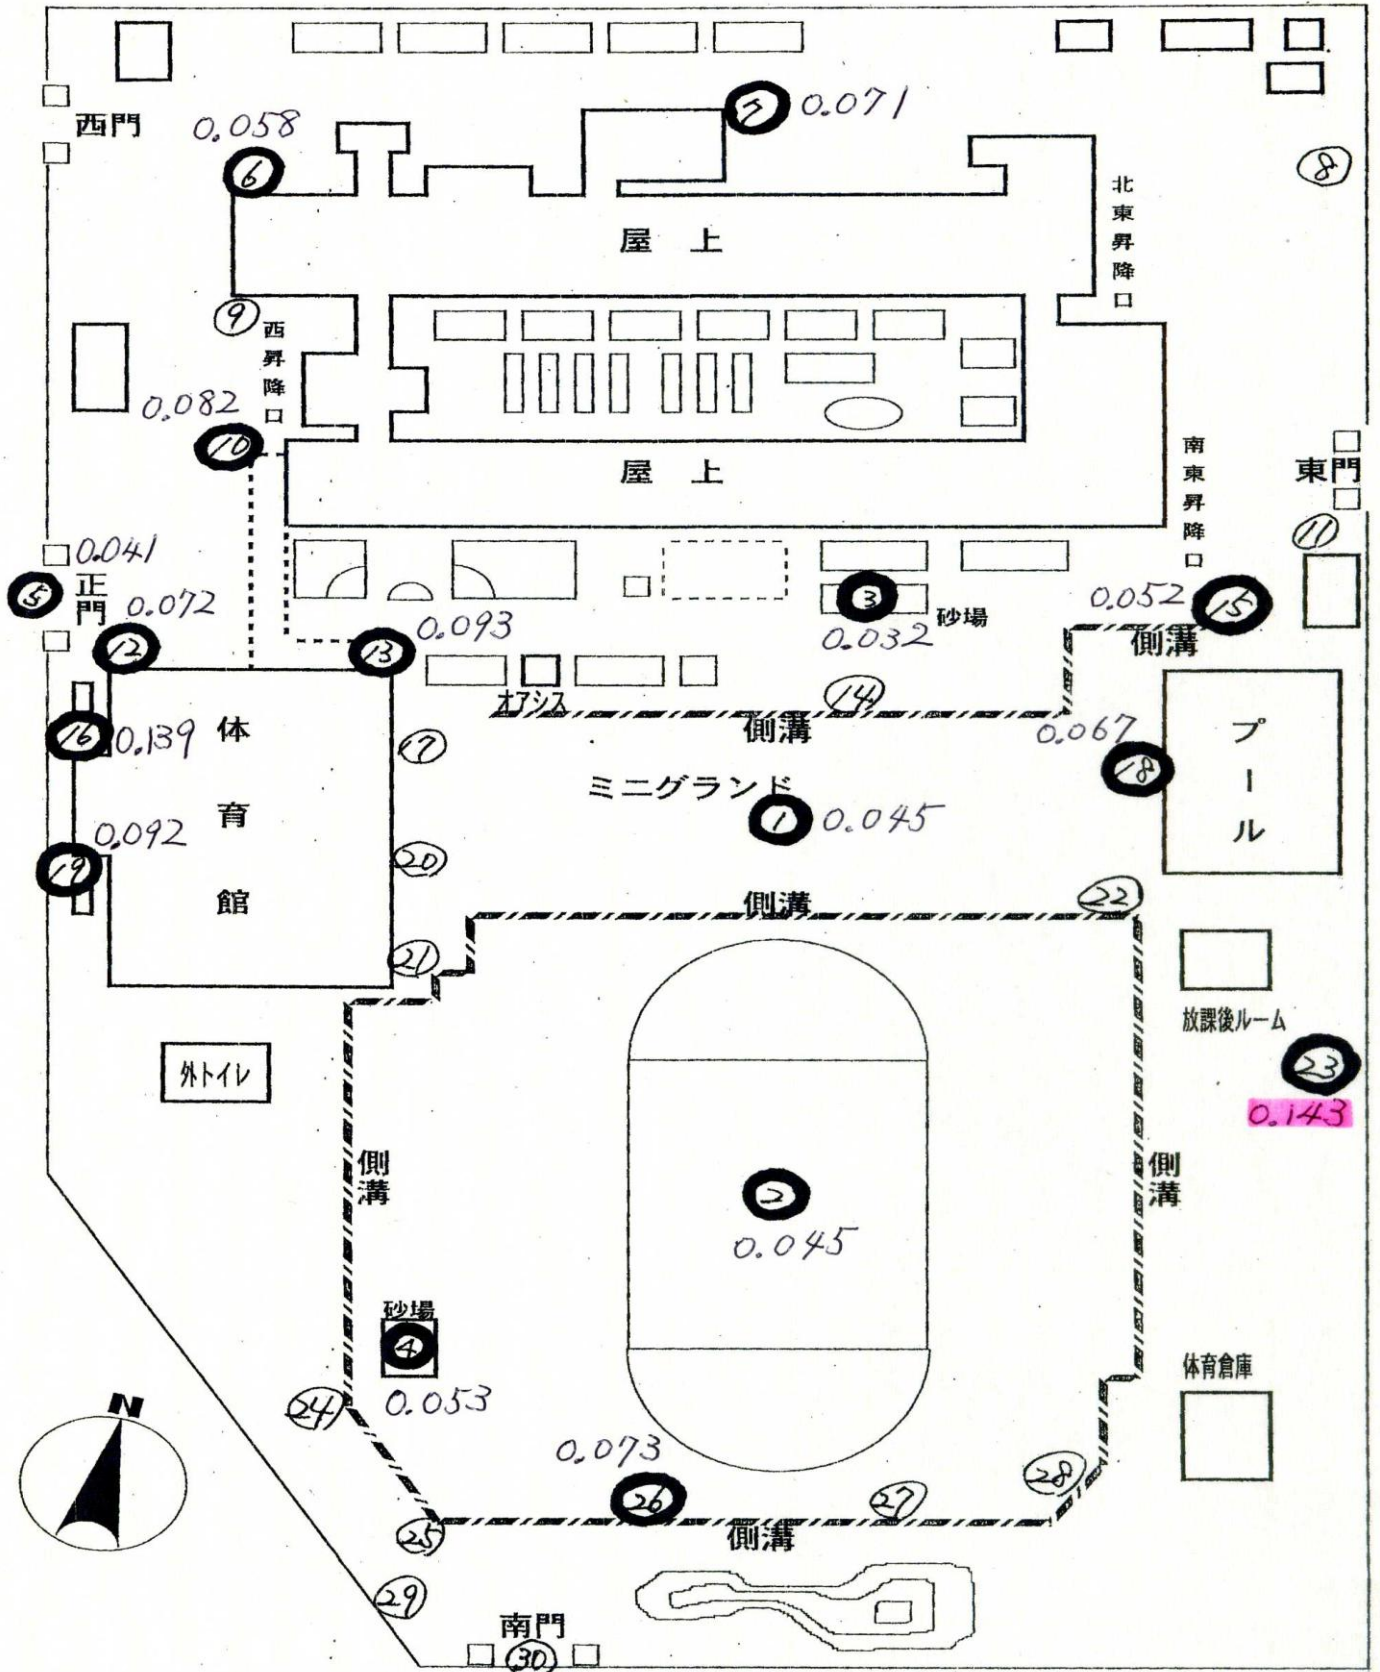 西門
0.058
⑥
⑦ 0.071
⑧
北東昇降口
屋上
⑨
西昇降口
0.082
⑩
屋上
南東昇降口
東門
⑪
0.041
⑤
正門
0.072
⑫
⑬ 0.093
③ 砂場
0.032
0.052 ⑮
側溝
オアシス
⑭
側溝
⑯ 0.139
体育館
⑰
0.067
⑱
プール
ミニグランド
① 0.045
0.092
⑲
⑳
側溝
㉒
㉑
放課後ルーム
㉓
0.143
外トイレ
側溝
側溝
②
0.045
砂場
④
0.053
体育倉庫
㉔
N
0.073
㉖
㉗
㉘
側溝
㉕
㉙
南門
㉚